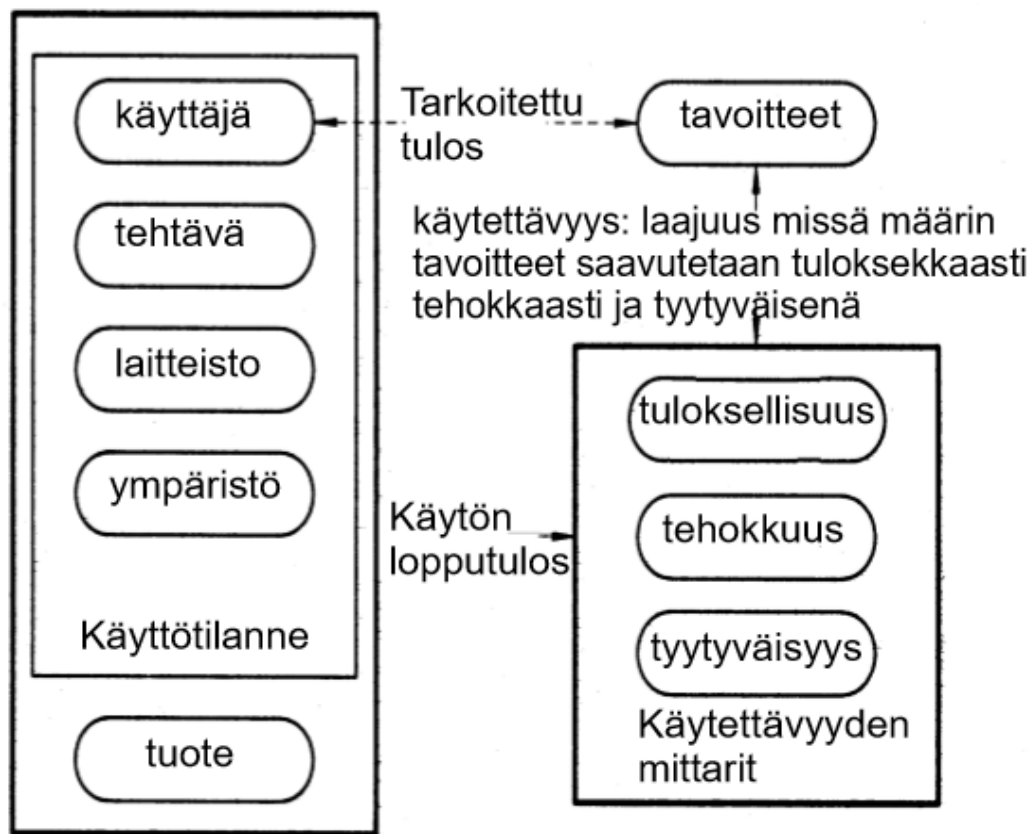 käyttäjä
tehtävä
laitteisto
ympäristö
Käyttötilanne
tuote
Tarkoitettu
tulos
tavoitteet
käytettävyys: laajuus missä määrin
tavoitteet saavutetaan tuloksekkaasti
tehokkaasti ja tyytyväisenä
Käytön
lopputulos
tuloksellisuus
tehokkuus
tyytyväisyys
Käytettävyyden
mittarit